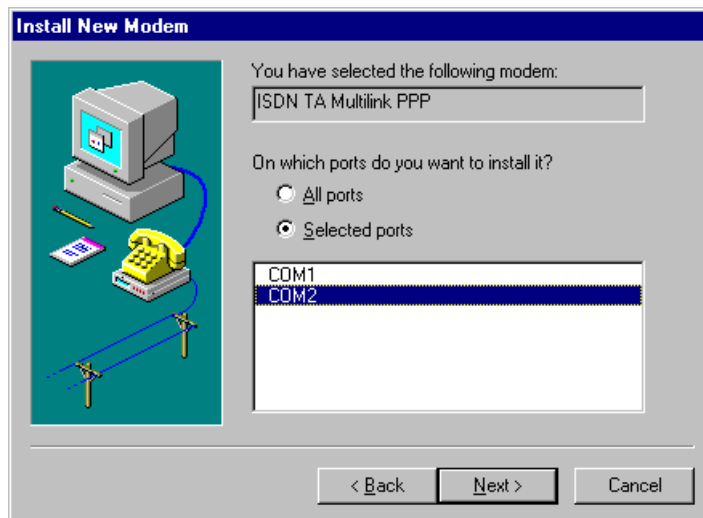 Install New Modem
You have selected the following modem:
ISDN TA Multilink PPP
On which ports do you want to install it?
All ports
Selected ports
COM1
COM2
< Back
Next >
Cancel